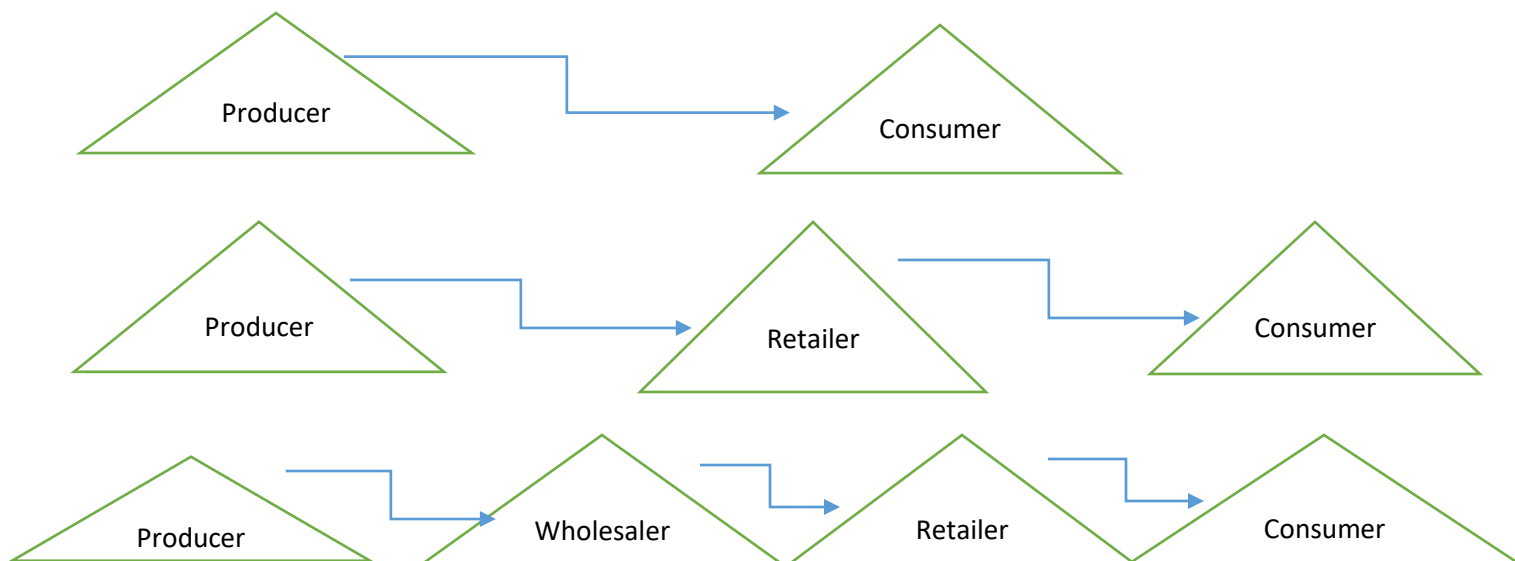 Producer
Consumer
Producer
Retailer
Consumer
Producer
Wholesaler
Retailer
Consumer